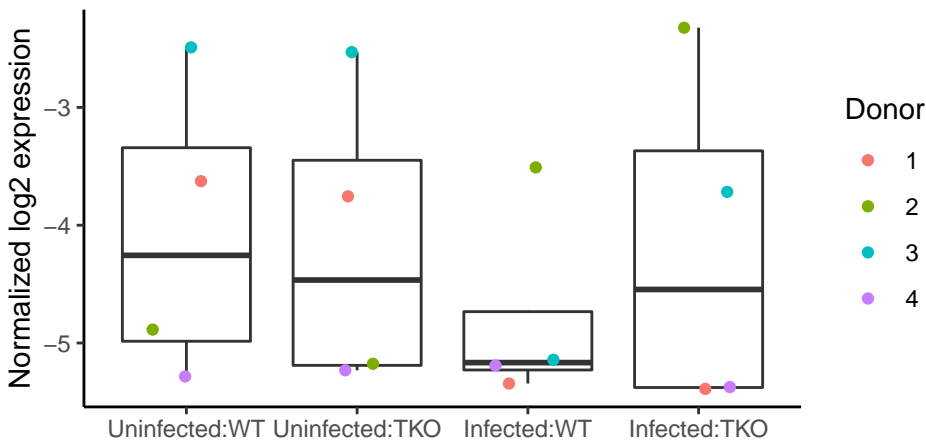 Normalized log2 expression
−3
−4
−5
Uninfected:WT
Uninfected:TKO
Infected:WT
Infected:TKO
Donor
1
2
3
4